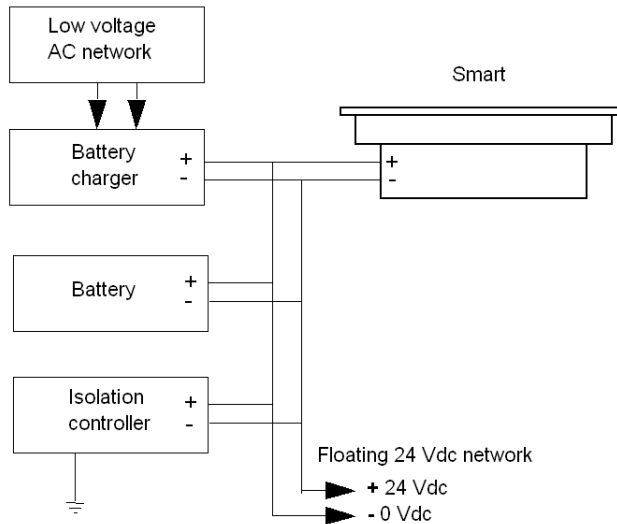 Low voltage
AC network
Smart
Battery
charger
+
-
+
-
Battery
+
-
Isolation
controller
+
-
Floating 24 Vdc network
+ 24 Vdc
- 0 Vdc